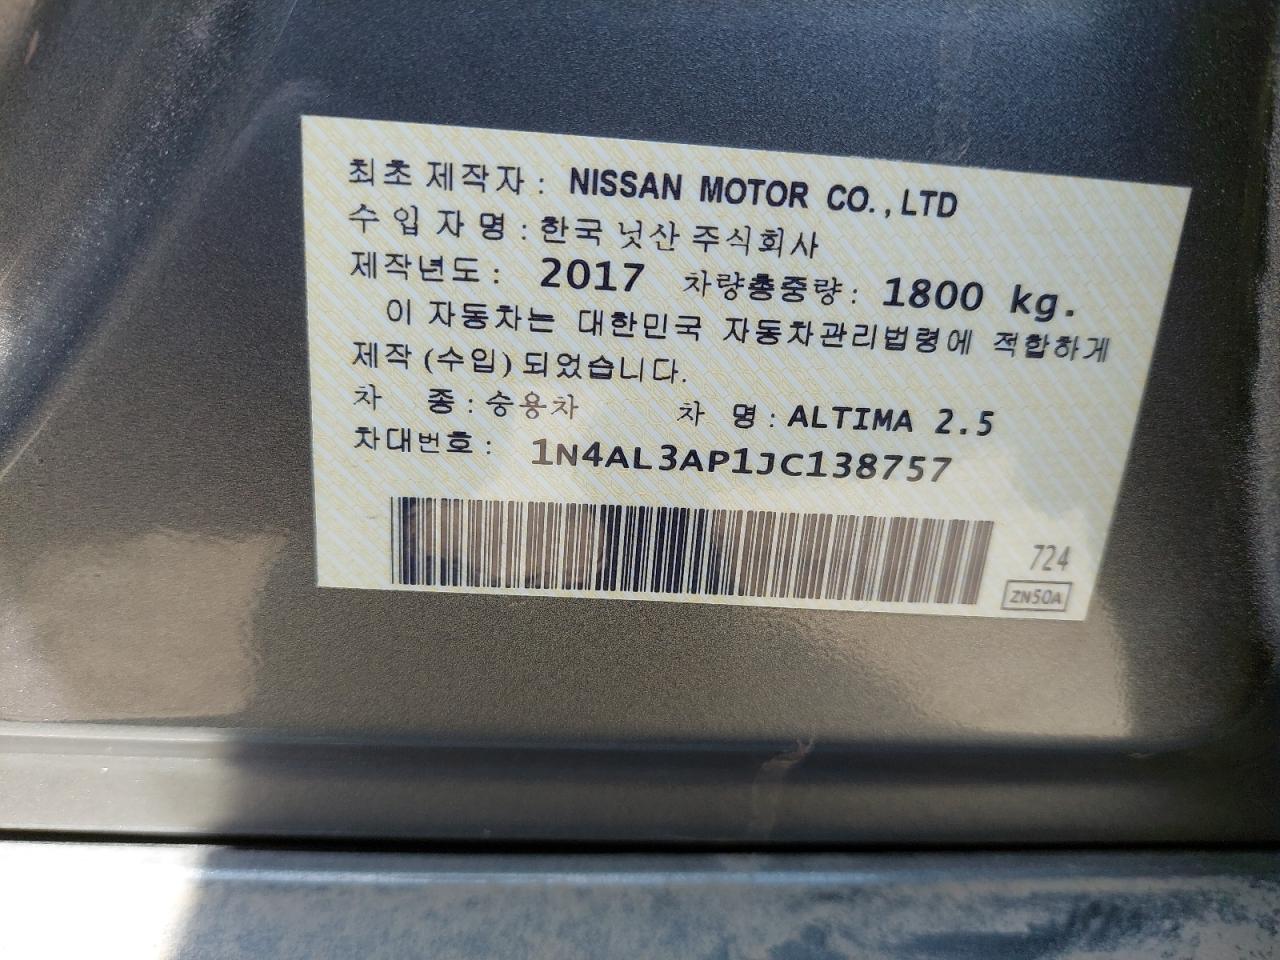 최초 제작자 : NISSAN MOTOR CO.,LTD
수 입 자 명 : 한국 닛산 주식회사
제작년도 : 2017 차량총중량 : 1800 kg.
이 자동차는 대한민국 자동차관리법령에 적합하게
제작 (수입) 되었습니다.
차 종 : 승용차 차 명 : ALTIMA 2.5
차대번호 : 1N4AL3AP1JC138757
724
ZN50A